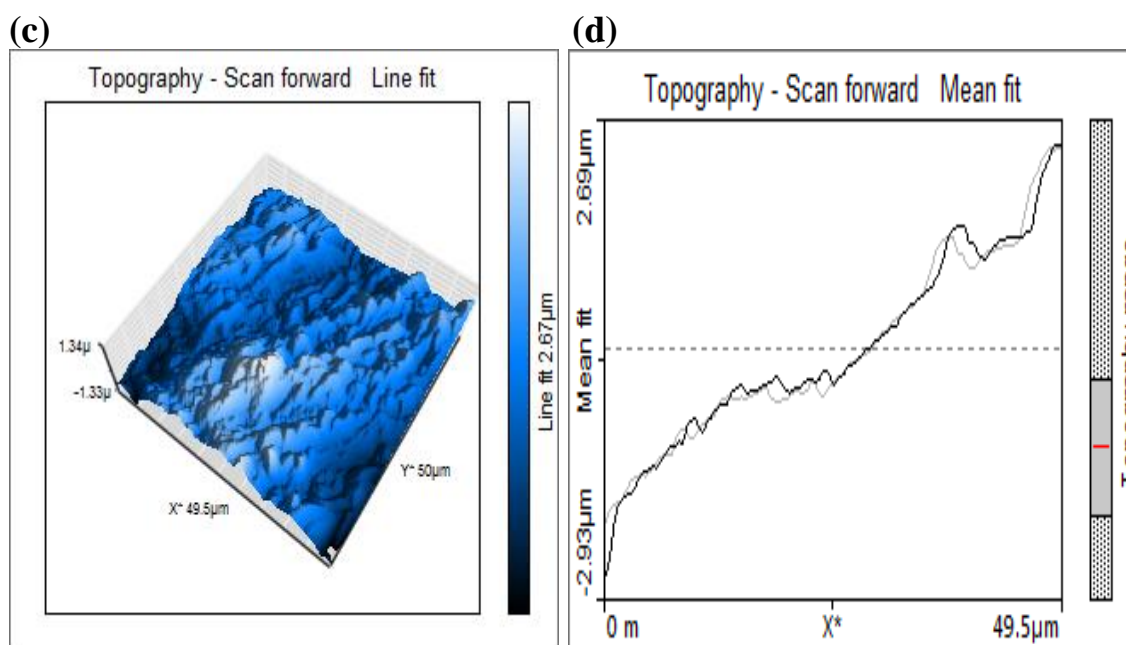 (c)
Topography - Scan forward Line fit
1.34µ
-1.33µ
X* 49.5µm
Y* 50µm
Line fit 2.67µm
(d)
Topography - Scan forward Mean fit
2.69µm
Mean fit
-2.93µm
0 m
X*
49.5µm